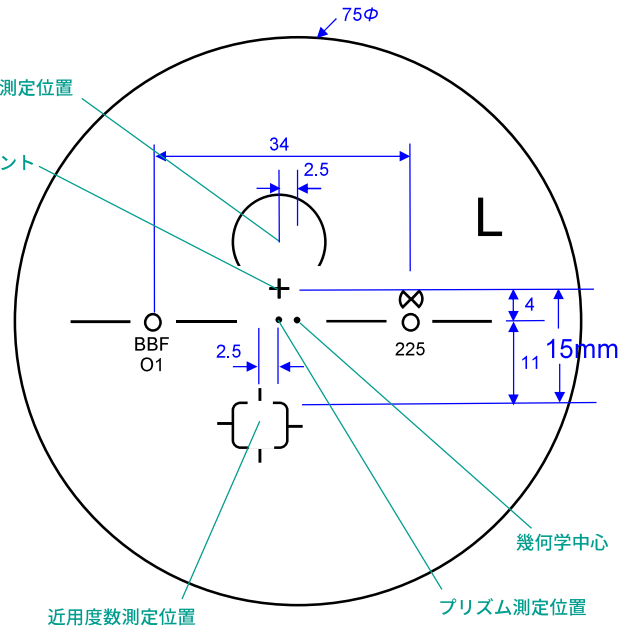 75Φ
測定位置
34
ント
2.5
L
4
BBF
O1
225
2.5
11
15mm
幾何学中心
近用度数測定位置
プリズム測定位置